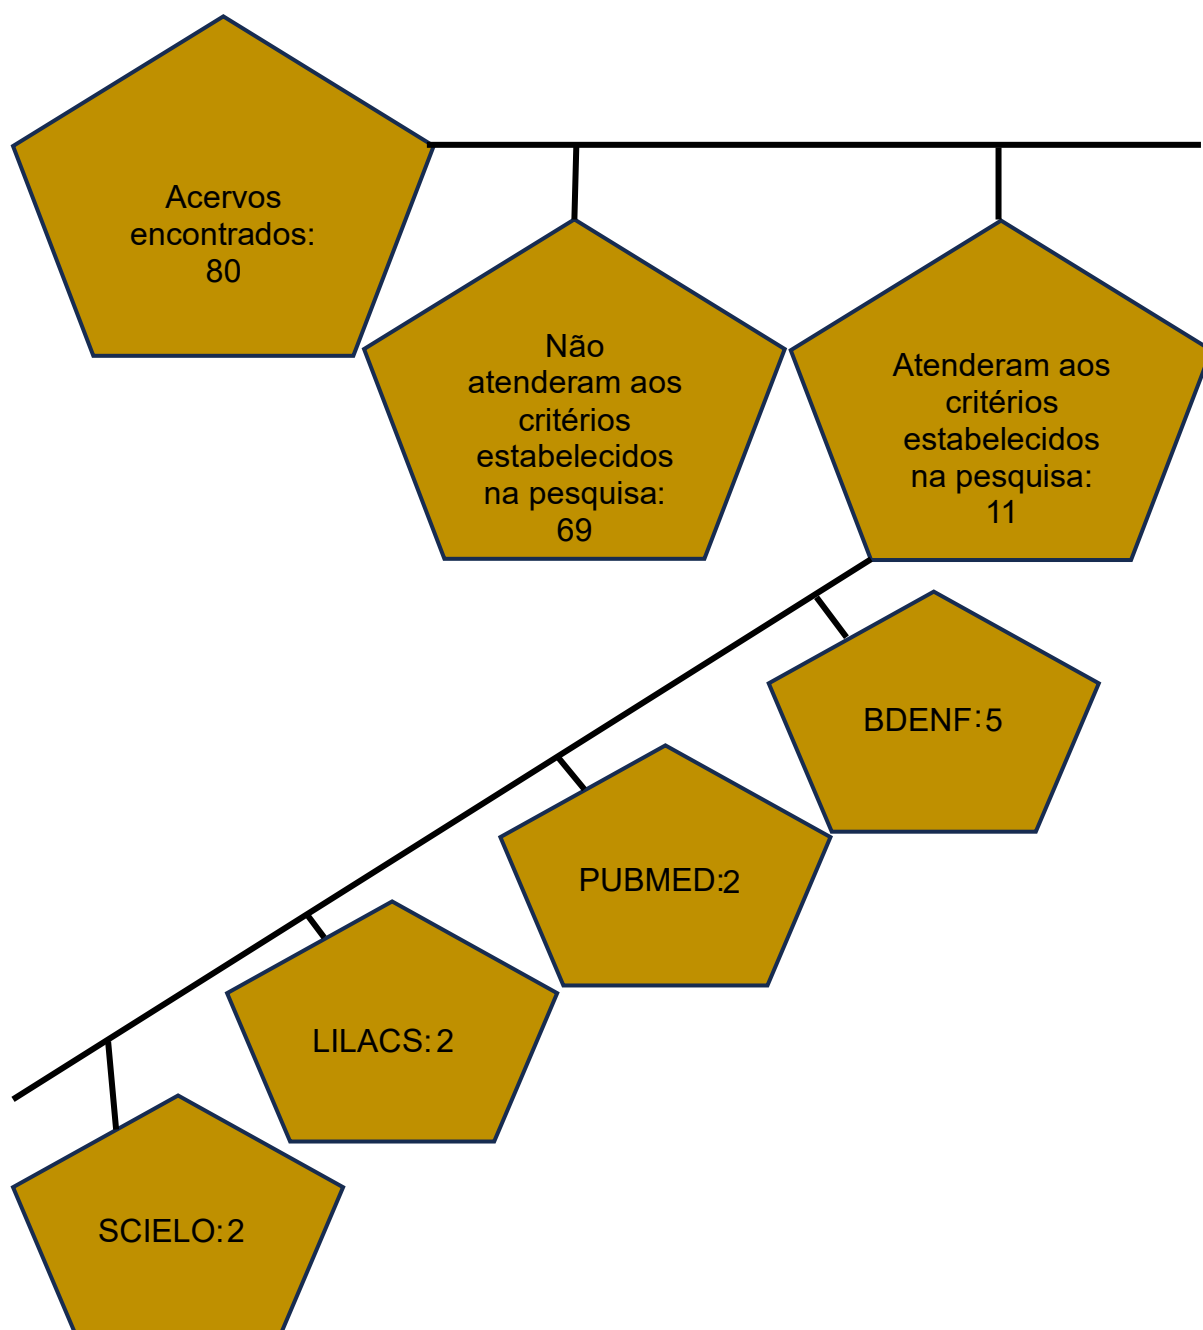 Acervos
encontrados:
80
Não
atenderam aos
critérios
estabelecidos
na pesquisa:
69
Atenderam aos
critérios
estabelecidos
na pesquisa:
11
BDENF:5
PUBMED:2
LILACS:2
SCIELO:2